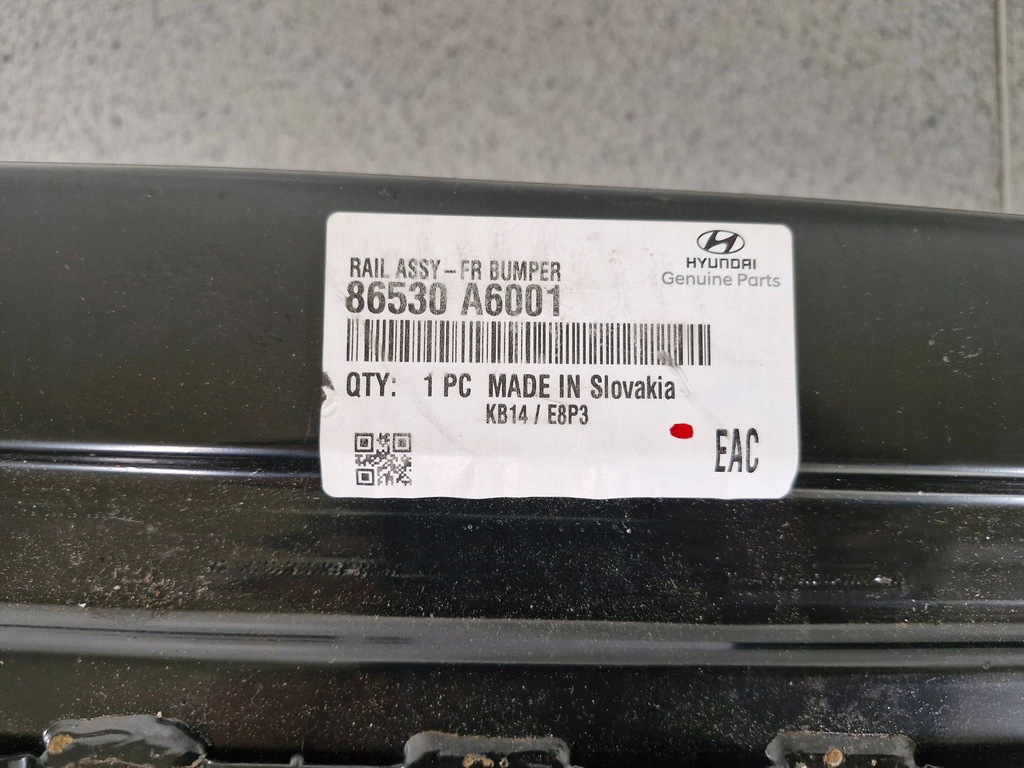 HYUNDAI
Genuine Parts
RAIL ASSY-FR BUMPER
86530 A6001
QTY: 1 PC MADE IN Slovakia
KB14 / E8P3
EAC